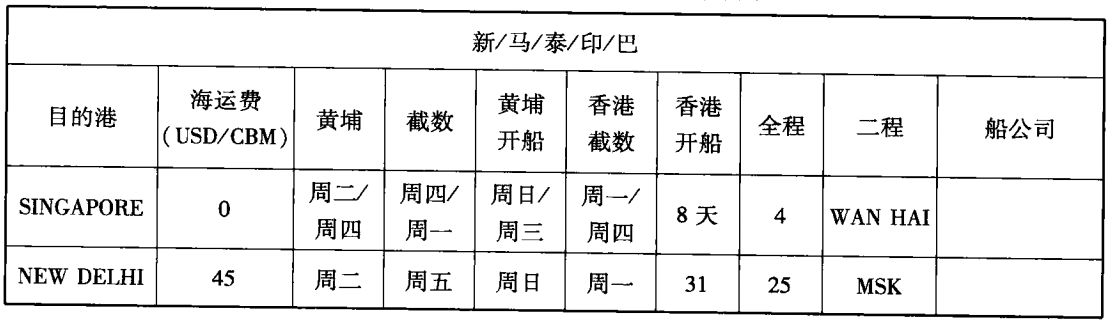 新/马/泰/印/巴
目的港 海运费(USD/CBM) 黄埔 截数 黄埔开船 香港截数 香港开船 全程 二程 船公司
SINGAPORE 0 周二/周四 周四/周一 周日/周三 周一/周四 8天 4 WAN HAI
NEW DELHI 45 周二 周五 周日 周一 31 25 MSK